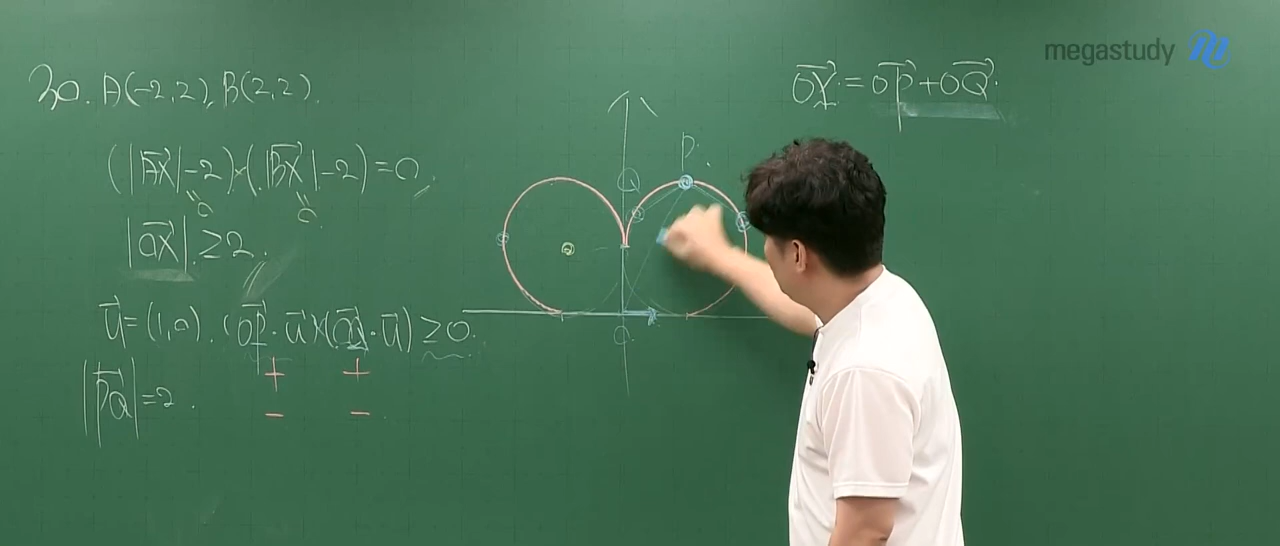 megastudy M
30. A(-2,2), B(2,2).
(|AX|-2)×(|BX|-2)=0
|OX| ≥ 2.
u=(1,0). (OP·u)×(OQ·u) ≥ 0.
+ +
- -
|PQ|=2.
OY = OP+OQ
P.
Q
O